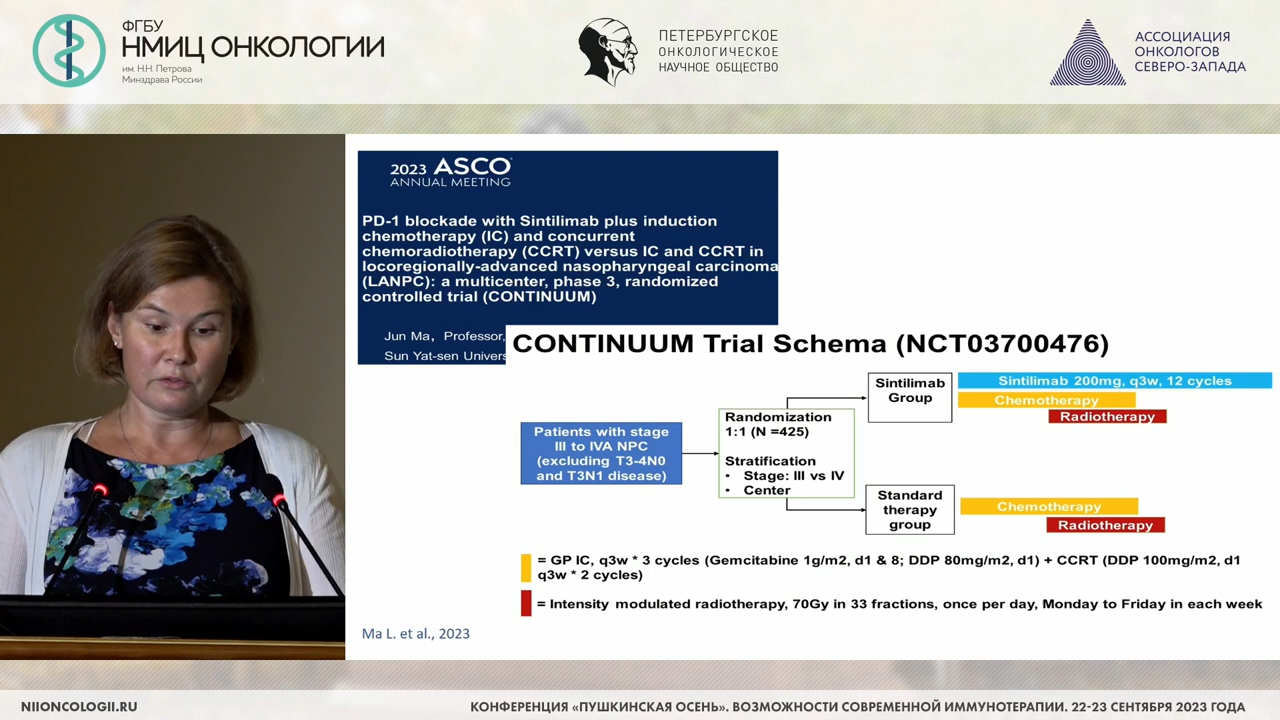 ФГБУ
НМИЦ ОНКОЛОГИИ
им. Н.Н. Петрова
Минздрава России
ПЕТЕРБУРГСКОЕ
ОНКОЛОГИЧЕСКОЕ
НАУЧНОЕ ОБЩЕСТВО
АССОЦИАЦИЯ
ОНКОЛОГОВ
СЕВЕРО-ЗАПАДА
2023 ASCO
ANNUAL MEETING
PD-1 blockade with Sintilimab plus induction
chemotherapy (IC) and concurrent
chemoradiotherapy (CCRT) versus IC and CCRT in
locoregionally-advanced nasopharyngeal carcinoma
(LANPC): a multicenter, phase 3, randomized
controlled trial (CONTINUUM)
Jun Ma, Professor,
Sun Yat-sen Univers
CONTINUUM Trial Schema (NCT03700476)
Patients with stage
III to IVA NPC
(excluding T3-4N0
and T3N1 disease)
Randomization
1:1 (N =425)
Stratification
• Stage: III vs IV
• Center
Sintilimab
Group
Sintilimab 200mg, q3w, 12 cycles
Chemotherapy
Radiotherapy
Standard
therapy
group
Chemotherapy
Radiotherapy
= GP IC, q3w * 3 cycles (Gemcitabine 1g/m2, d1 & 8; DDP 80mg/m2, d1) + CCRT (DDP 100mg/m2, d1
q3w * 2 cycles)
= Intensity modulated radiotherapy, 70Gy in 33 fractions, once per day, Monday to Friday in each week
Ma L. et al., 2023
NIIONCOLOGII.RU
КОНФЕРЕНЦИЯ «ПУШКИНСКАЯ ОСЕНЬ». ВОЗМОЖНОСТИ СОВРЕМЕННОЙ ИММУНОТЕРАПИИ. 22-23 СЕНТЯБРЯ 2023 ГОДА